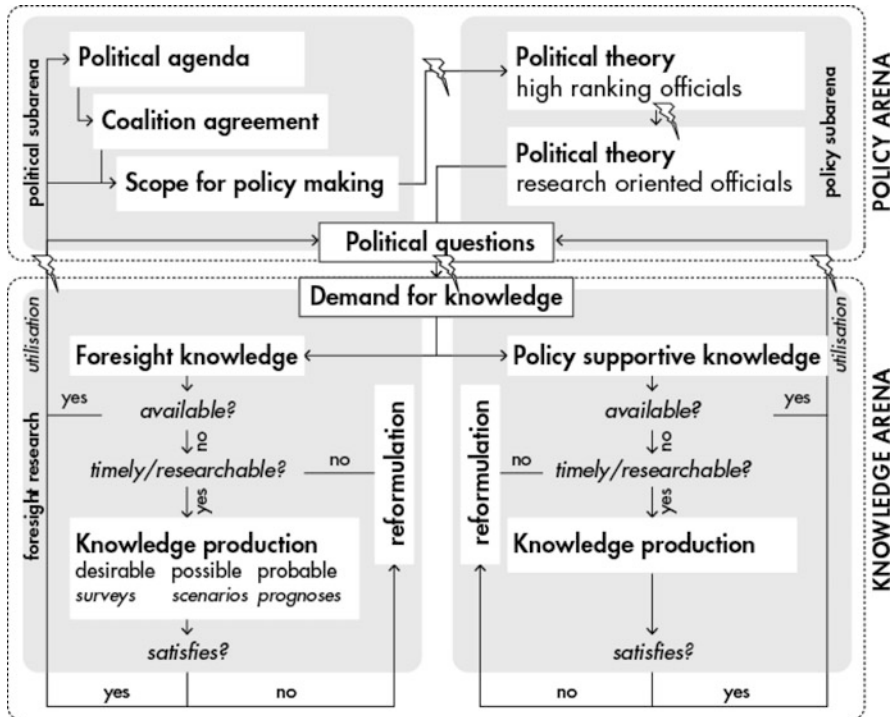 POLICY ARENA
political subarena
Political agenda
Coalition agreement
Scope for policy making
policy subarena
Political theory
high ranking officials
Political theory
research oriented officials
Political questions
KNOWLEDGE ARENA
Demand for knowledge
utilisation
foresight research
Foresight knowledge
yes
available?
no
timely/researchable?
no
yes
reformulation
Knowledge production
desirable possible probable
surveys scenarios prognoses
satisfies?
yes
no
utilisation
Policy supportive knowledge
available?
yes
no
timely/researchable?
no
yes
reformulation
Knowledge production
satisfies?
no
yes